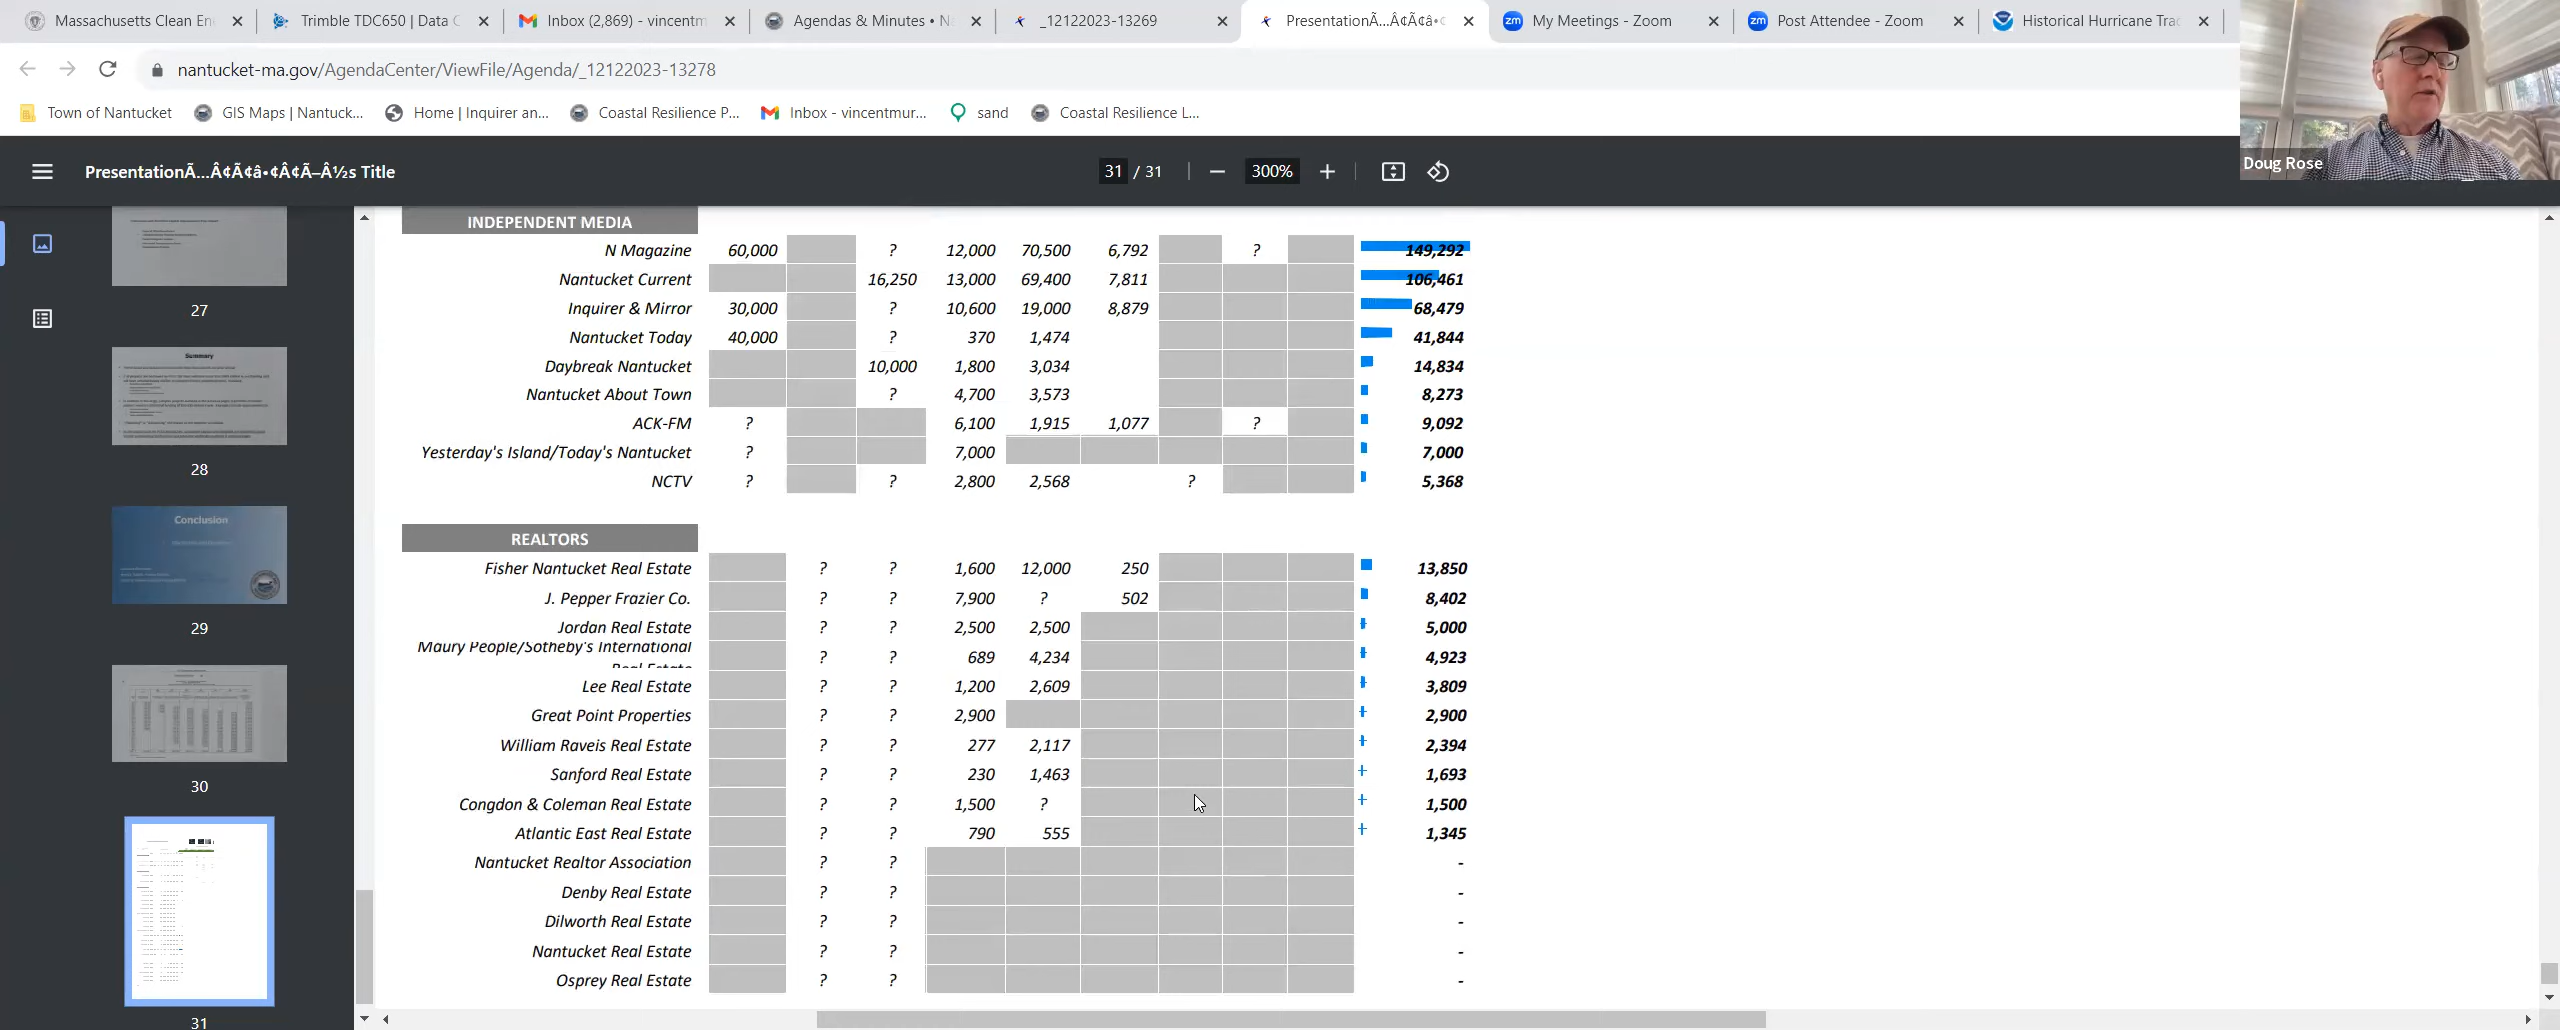 Massachusetts Clean En
Trimble TDC650 | Data C
Inbox (2,869) - vincentm
Agendas & Minutes • N
_12122023-13269
PresentationÃ…Â¢Ã¢â•
My Meetings - Zoom
Post Attendee - Zoom
Historical Hurricane Trac
nantucket-ma.gov/AgendaCenter/ViewFile/Agenda/_12122023-13278
Town of Nantucket
GIS Maps | Nantuck...
Home | Inquirer an...
Coastal Resilience P...
Inbox - vincentmur...
sand
Coastal Resilience L...
Doug Rose
PresentationÃ…Â¢Ã¢â•¢Â¢Ã–Â½s Title
31 / 31
300%
27
Summary
28
Conclusion
29
30
31
INDEPENDENT MEDIA
N Magazine 60,000 ? 12,000 70,500 6,792 ? 149,292
Nantucket Current 16,250 13,000 69,400 7,811 106,461
Inquirer & Mirror 30,000 ? 10,600 19,000 8,879 68,479
Nantucket Today 40,000 ? 370 1,474 41,844
Daybreak Nantucket 10,000 1,800 3,034 14,834
Nantucket About Town ? 4,700 3,573 8,273
ACK-FM ? 6,100 1,915 1,077 ? 9,092
Yesterday's Island/Today's Nantucket ? 7,000 7,000
NCTV ? ? 2,800 2,568 ? 5,368
REALTORS
Fisher Nantucket Real Estate ? ? 1,600 12,000 250 13,850
J. Pepper Frazier Co. ? ? 7,900 ? 502 8,402
Jordan Real Estate ? ? 2,500 2,500 5,000
Maury People/Sotheby's International
Real Estate ? ? 689 4,234 4,923
Lee Real Estate ? ? 1,200 2,609 3,809
Great Point Properties ? ? 2,900 2,900
William Raveis Real Estate ? ? 277 2,117 2,394
Sanford Real Estate ? ? 230 1,463 1,693
Congdon & Coleman Real Estate ? ? 1,500 ? 1,500
Atlantic East Real Estate ? ? 790 555 1,345
Nantucket Realtor Association ? ? -
Denby Real Estate ? ? -
Dilworth Real Estate ? ? -
Nantucket Real Estate ? ? -
Osprey Real Estate ? ? -